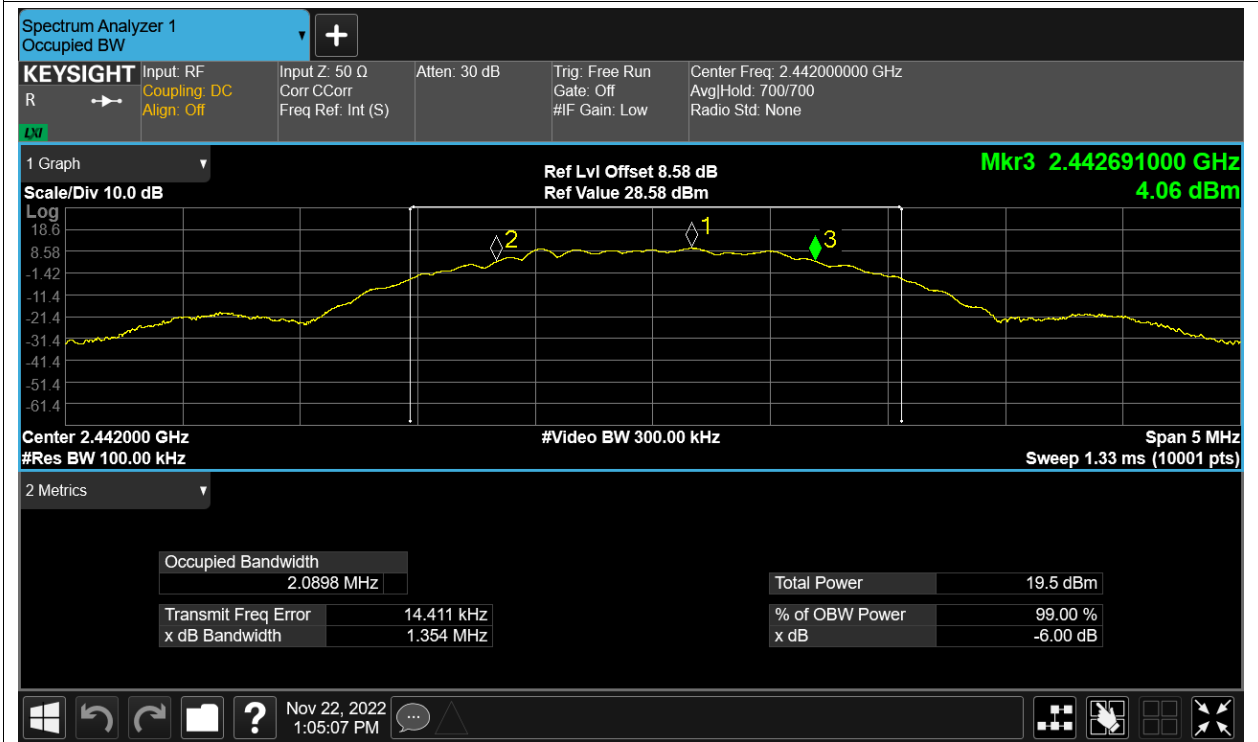 Spectrum Analyzer 1
Occupied BW
KEYSIGHT
R
LXI
Input: RF
Coupling: DC
Align: Off
Input Z: 50 Ω
Corr CCorr
Freq Ref: Int (S)
Atten: 30 dB
Trig: Free Run
Gate: Off
#IF Gain: Low
Center Freq: 2.442000000 GHz
Avg|Hold: 700/700
Radio Std: None
1 Graph
Scale/Div 10.0 dB
Ref Lvl Offset 8.58 dB
Ref Value 28.58 dBm
Mkr3 2.442691000 GHz
4.06 dBm
Log
18.6
8.58
-1.42
-11.4
-21.4
-31.4
-41.4
-51.4
-61.4
2
1
3
Center 2.442000 GHz
#Res BW 100.00 kHz
#Video BW 300.00 kHz
Span 5 MHz
Sweep 1.33 ms (10001 pts)
2 Metrics
Occupied Bandwidth
2.0898 MHz
Transmit Freq Error 14.411 kHz
x dB Bandwidth 1.354 MHz
Total Power 19.5 dBm
% of OBW Power 99.00 %
x dB -6.00 dB
?
Nov 22, 2022
1:05:07 PM